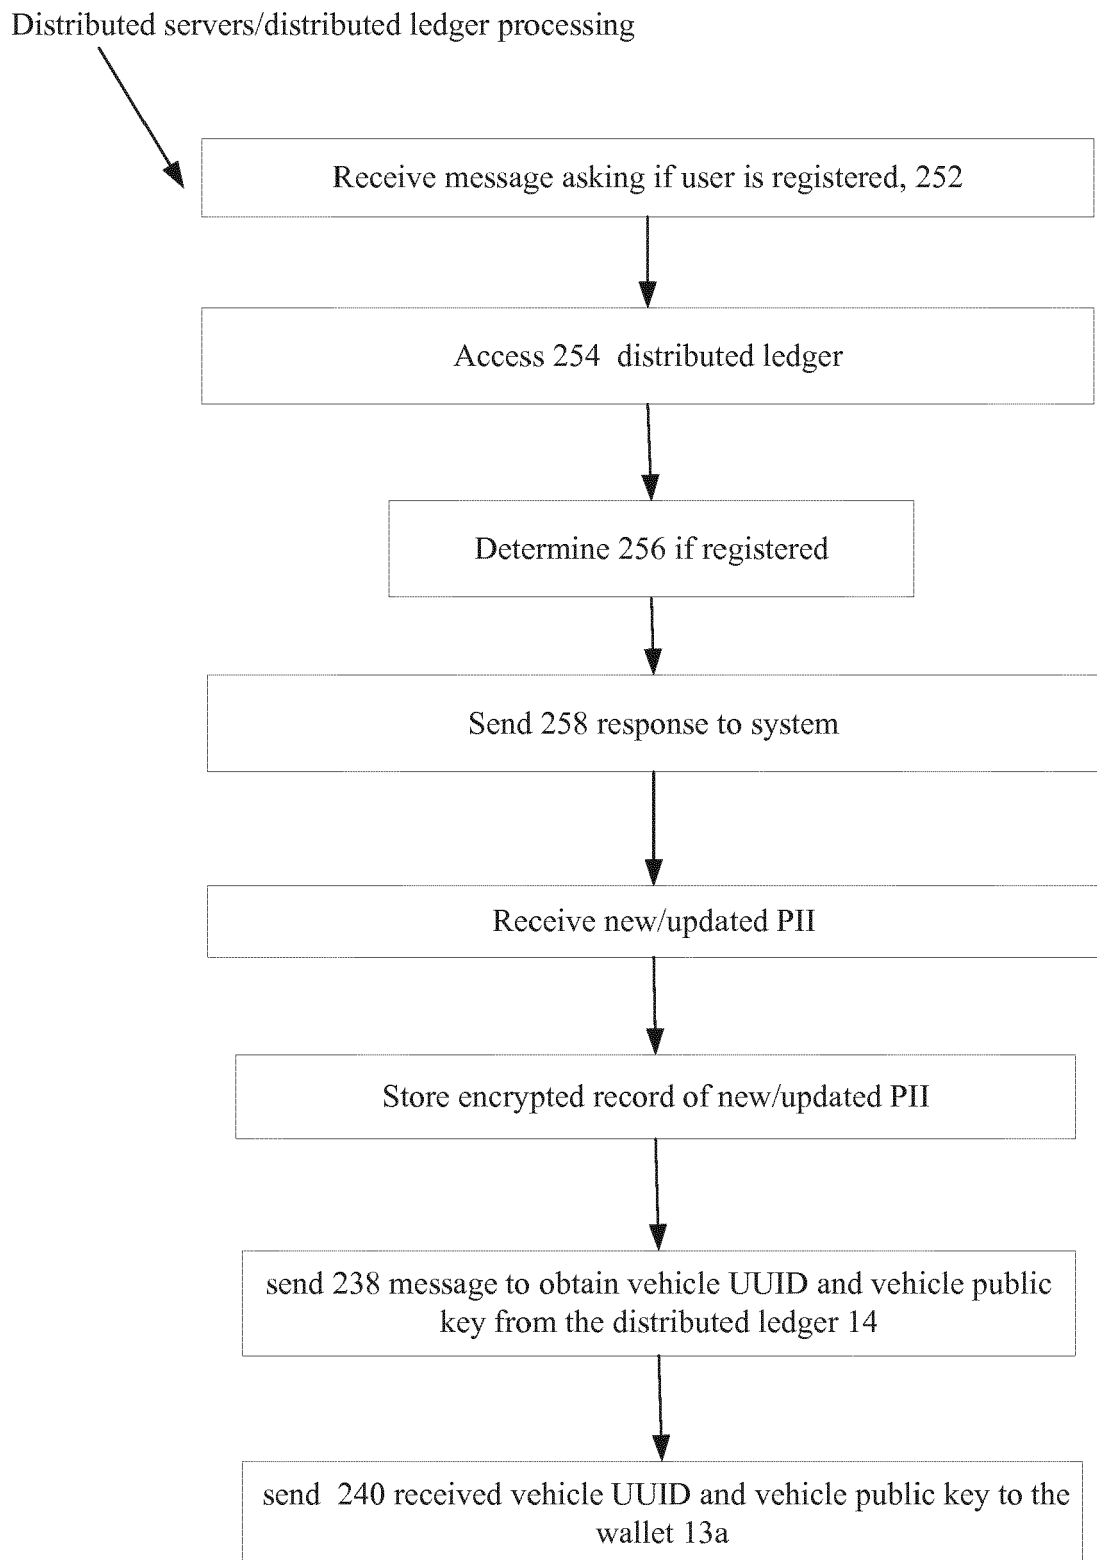 Distributed servers/distributed ledger processing
Receive message asking if user is registered, 252
Access 254 distributed ledger
Determine 256 if registered
Send 258 response to system
Receive new/updated PII
Store encrypted record of new/updated PII
send 238 message to obtain vehicle UUID and vehicle public
key from the distributed ledger 14
send 240 received vehicle UUID and vehicle public key to the
wallet 13a